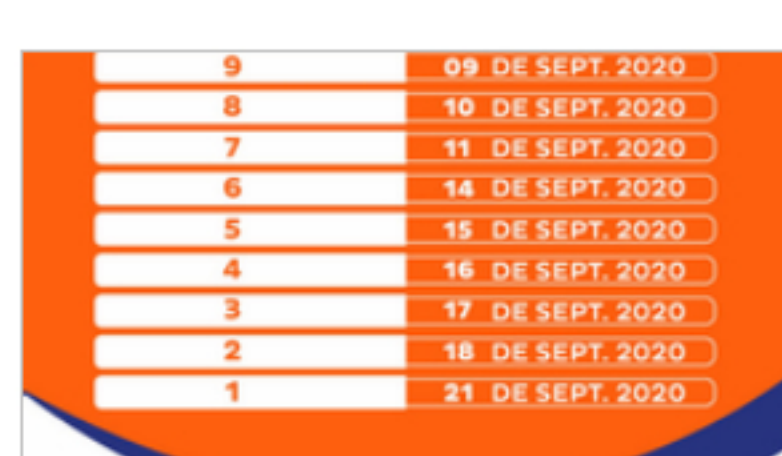 9 09 DE SEPT. 2020
8 10 DE SEPT. 2020
7 11 DE SEPT. 2020
6 14 DE SEPT. 2020
5 15 DE SEPT. 2020
4 16 DE SEPT. 2020
3 17 DE SEPT. 2020
2 18 DE SEPT. 2020
1 21 DE SEPT. 2020